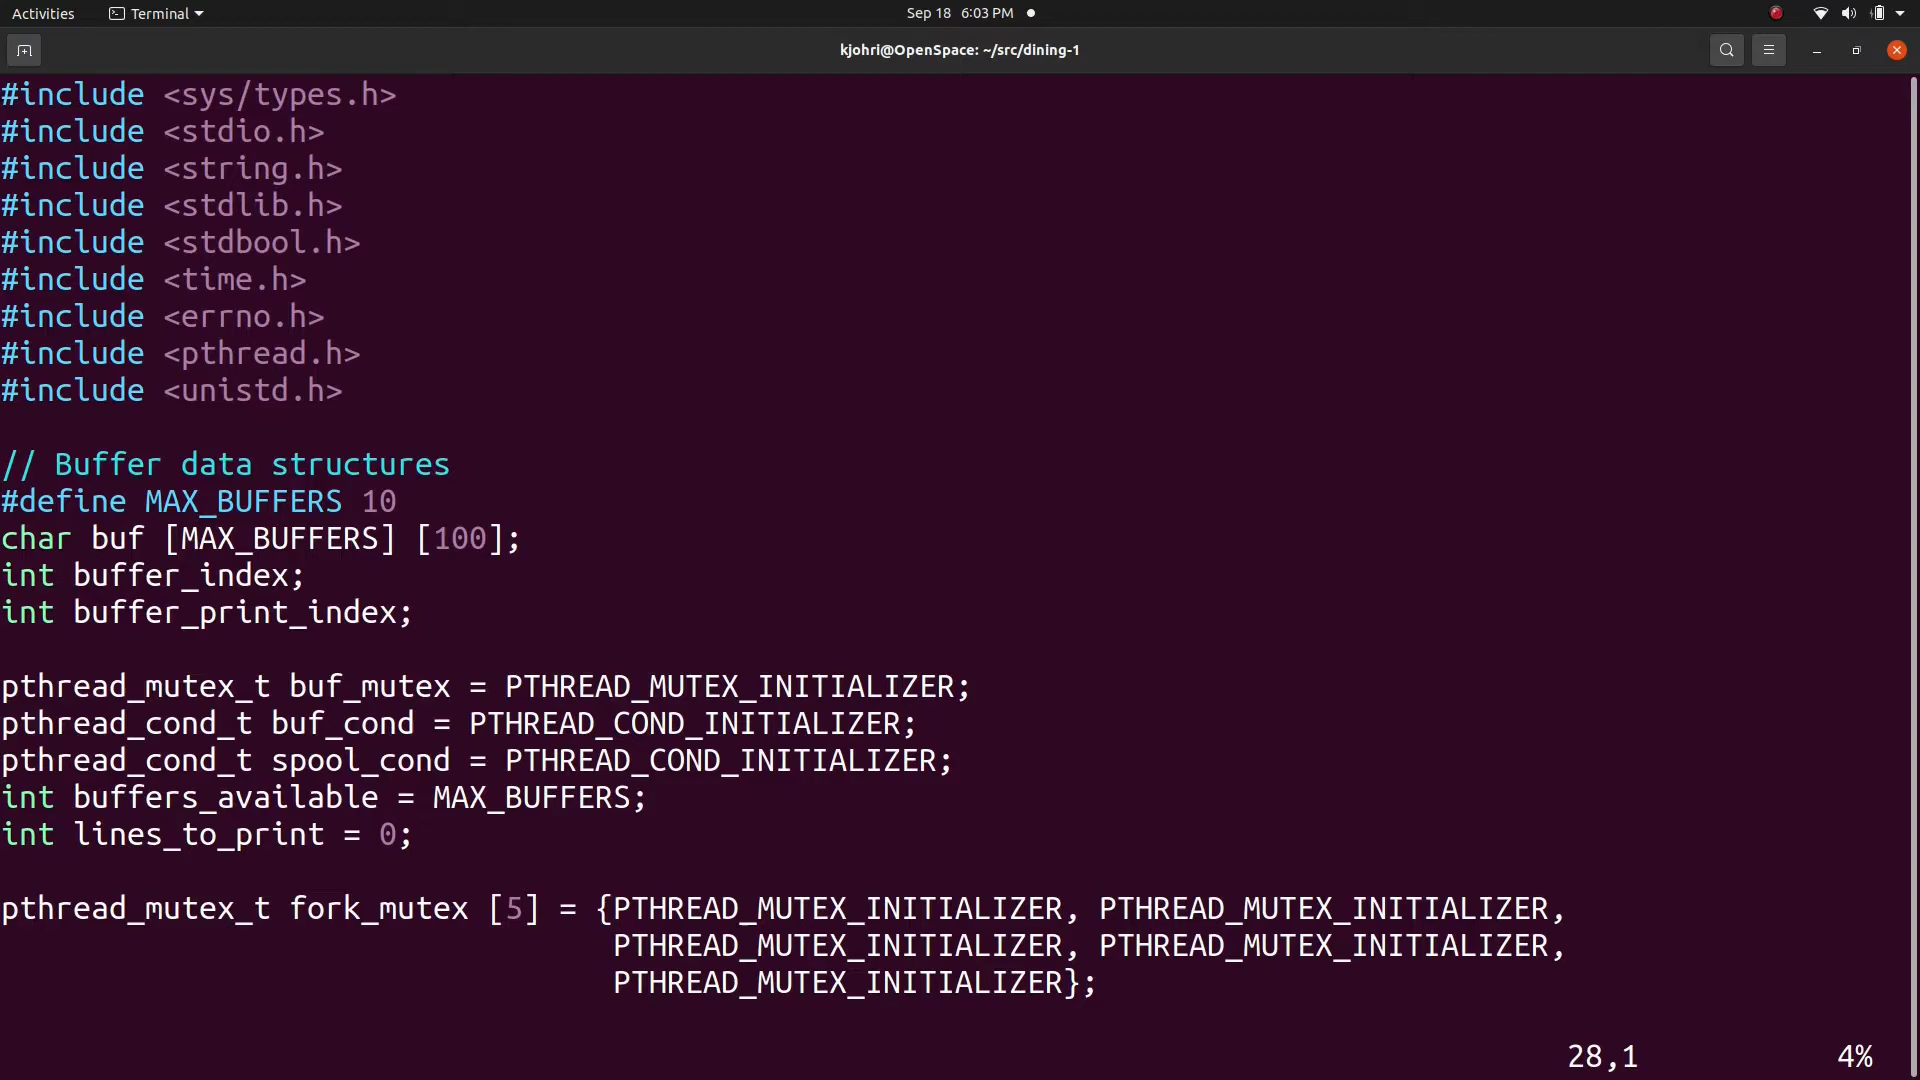 Activities Terminal Sep 18 6:03 PM
kjohri@OpenSpace: ~/src/dining-1
#include <sys/types.h>
#include <stdio.h>
#include <string.h>
#include <stdlib.h>
#include <stdbool.h>
#include <time.h>
#include <errno.h>
#include <pthread.h>
#include <unistd.h>

// Buffer data structures
#define MAX_BUFFERS 10
char buf [MAX_BUFFERS] [100];
int buffer_index;
int buffer_print_index;

pthread_mutex_t buf_mutex = PTHREAD_MUTEX_INITIALIZER;
pthread_cond_t buf_cond = PTHREAD_COND_INITIALIZER;
pthread_cond_t spool_cond = PTHREAD_COND_INITIALIZER;
int buffers_available = MAX_BUFFERS;
int lines_to_print = 0;

pthread_mutex_t fork_mutex [5] = {PTHREAD_MUTEX_INITIALIZER, PTHREAD_MUTEX_INITIALIZER,
                                  PTHREAD_MUTEX_INITIALIZER, PTHREAD_MUTEX_INITIALIZER,
                                  PTHREAD_MUTEX_INITIALIZER};

28,1 4%